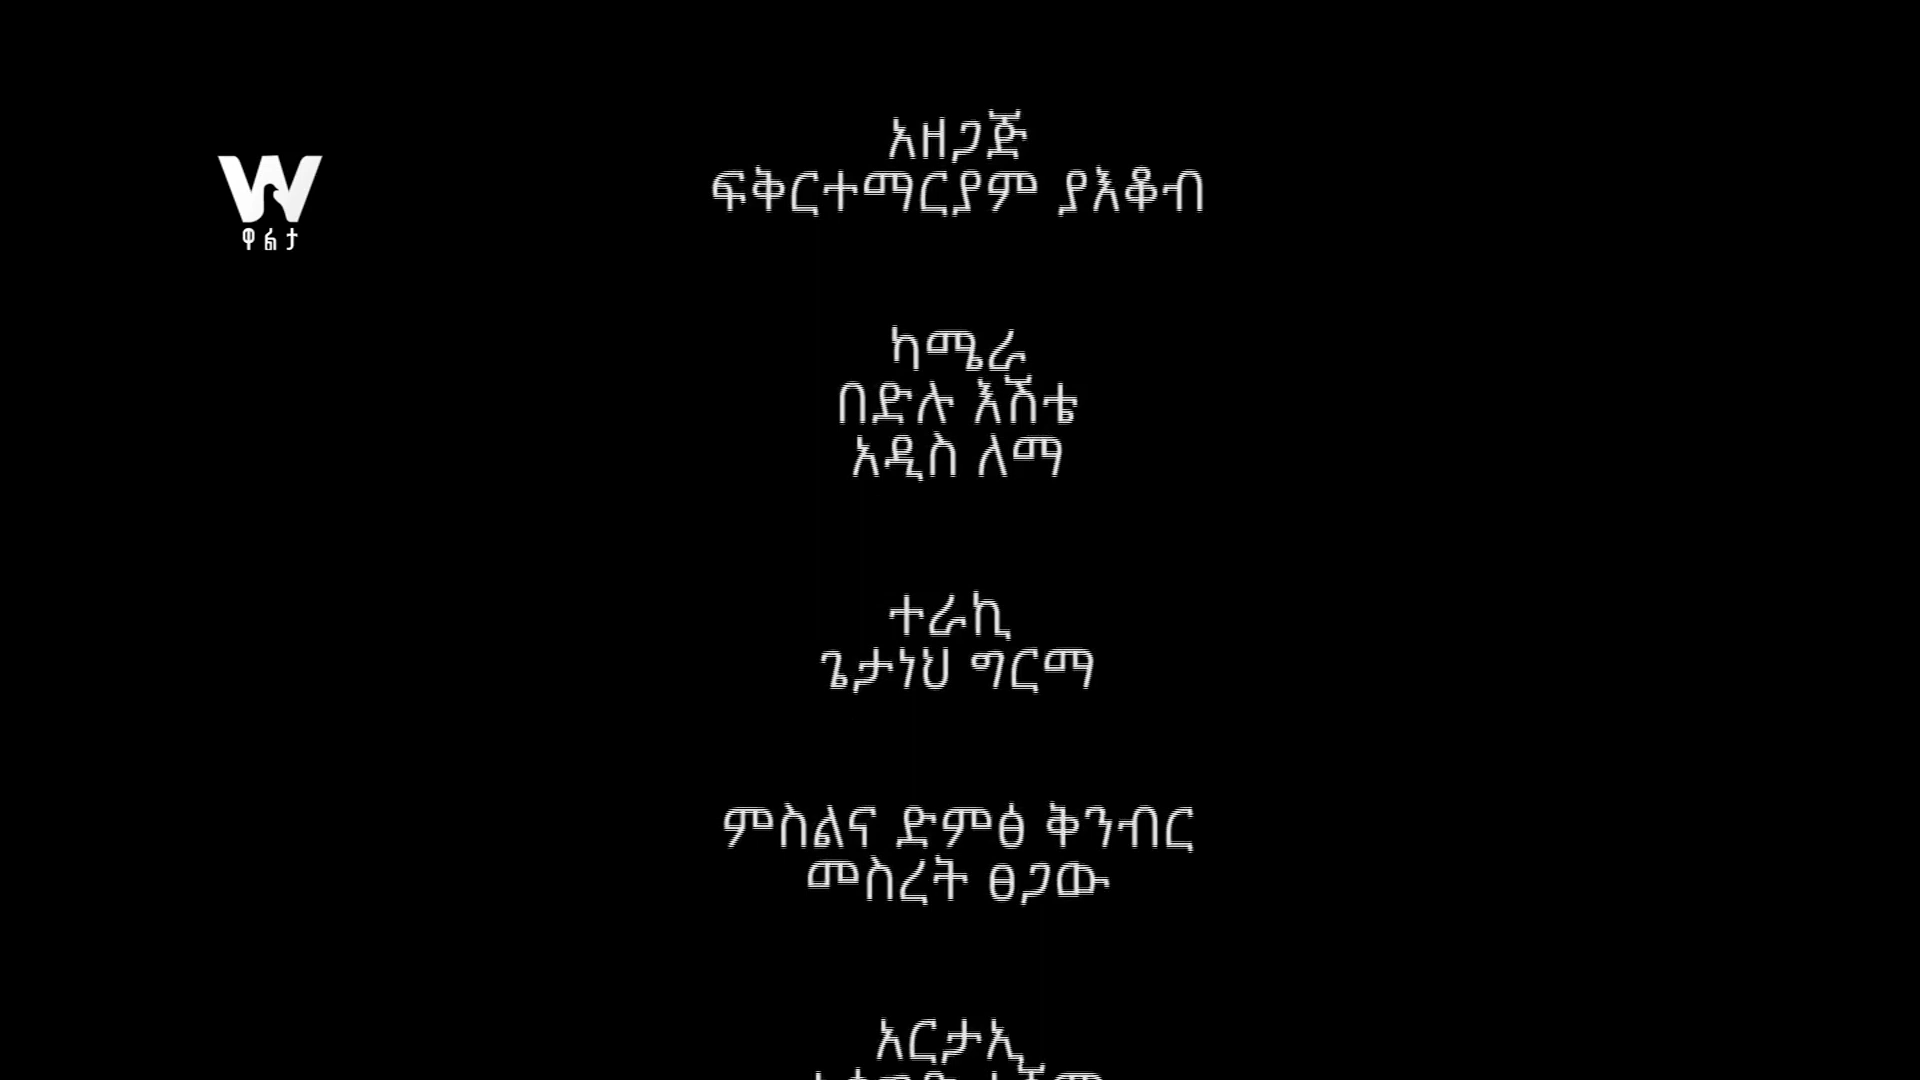 ዋልታ
አዘጋጅ
ፍቅርተማርያም ያእቆብ
ካሜራ
በድሉ እሸቴ
አዲስ ለማ
ተራኪ
ጌታነህ ግርማ
ምስልና ድምፅ ቅንብር
መስረት ፀጋው
አርታኢ